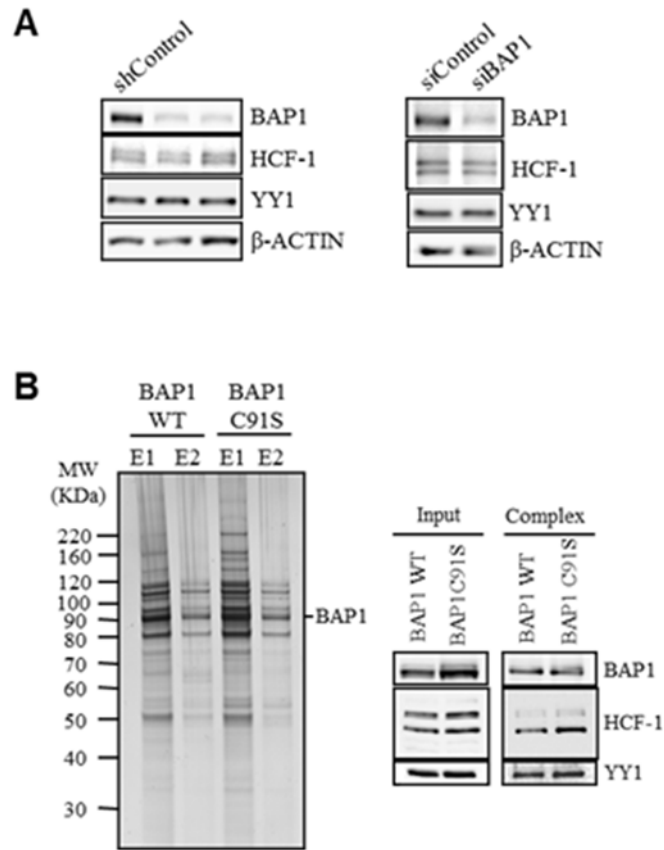 A
shControl
BAP1
HCF-1
YY1
β-ACTIN
siControl
siBAP1
BAP1
HCF-1
YY1
β-ACTIN
B
BAP1 BAP1
WT C91S
E1 E2 E1 E2
MW
(KDa)
220
160
120
100
90
80
70
60
50
40
30
BAP1
Input Complex
BAP1 WT
BAP1C91S
BAP1 WT
BAP1 C91S
BAP1
HCF-1
YY1